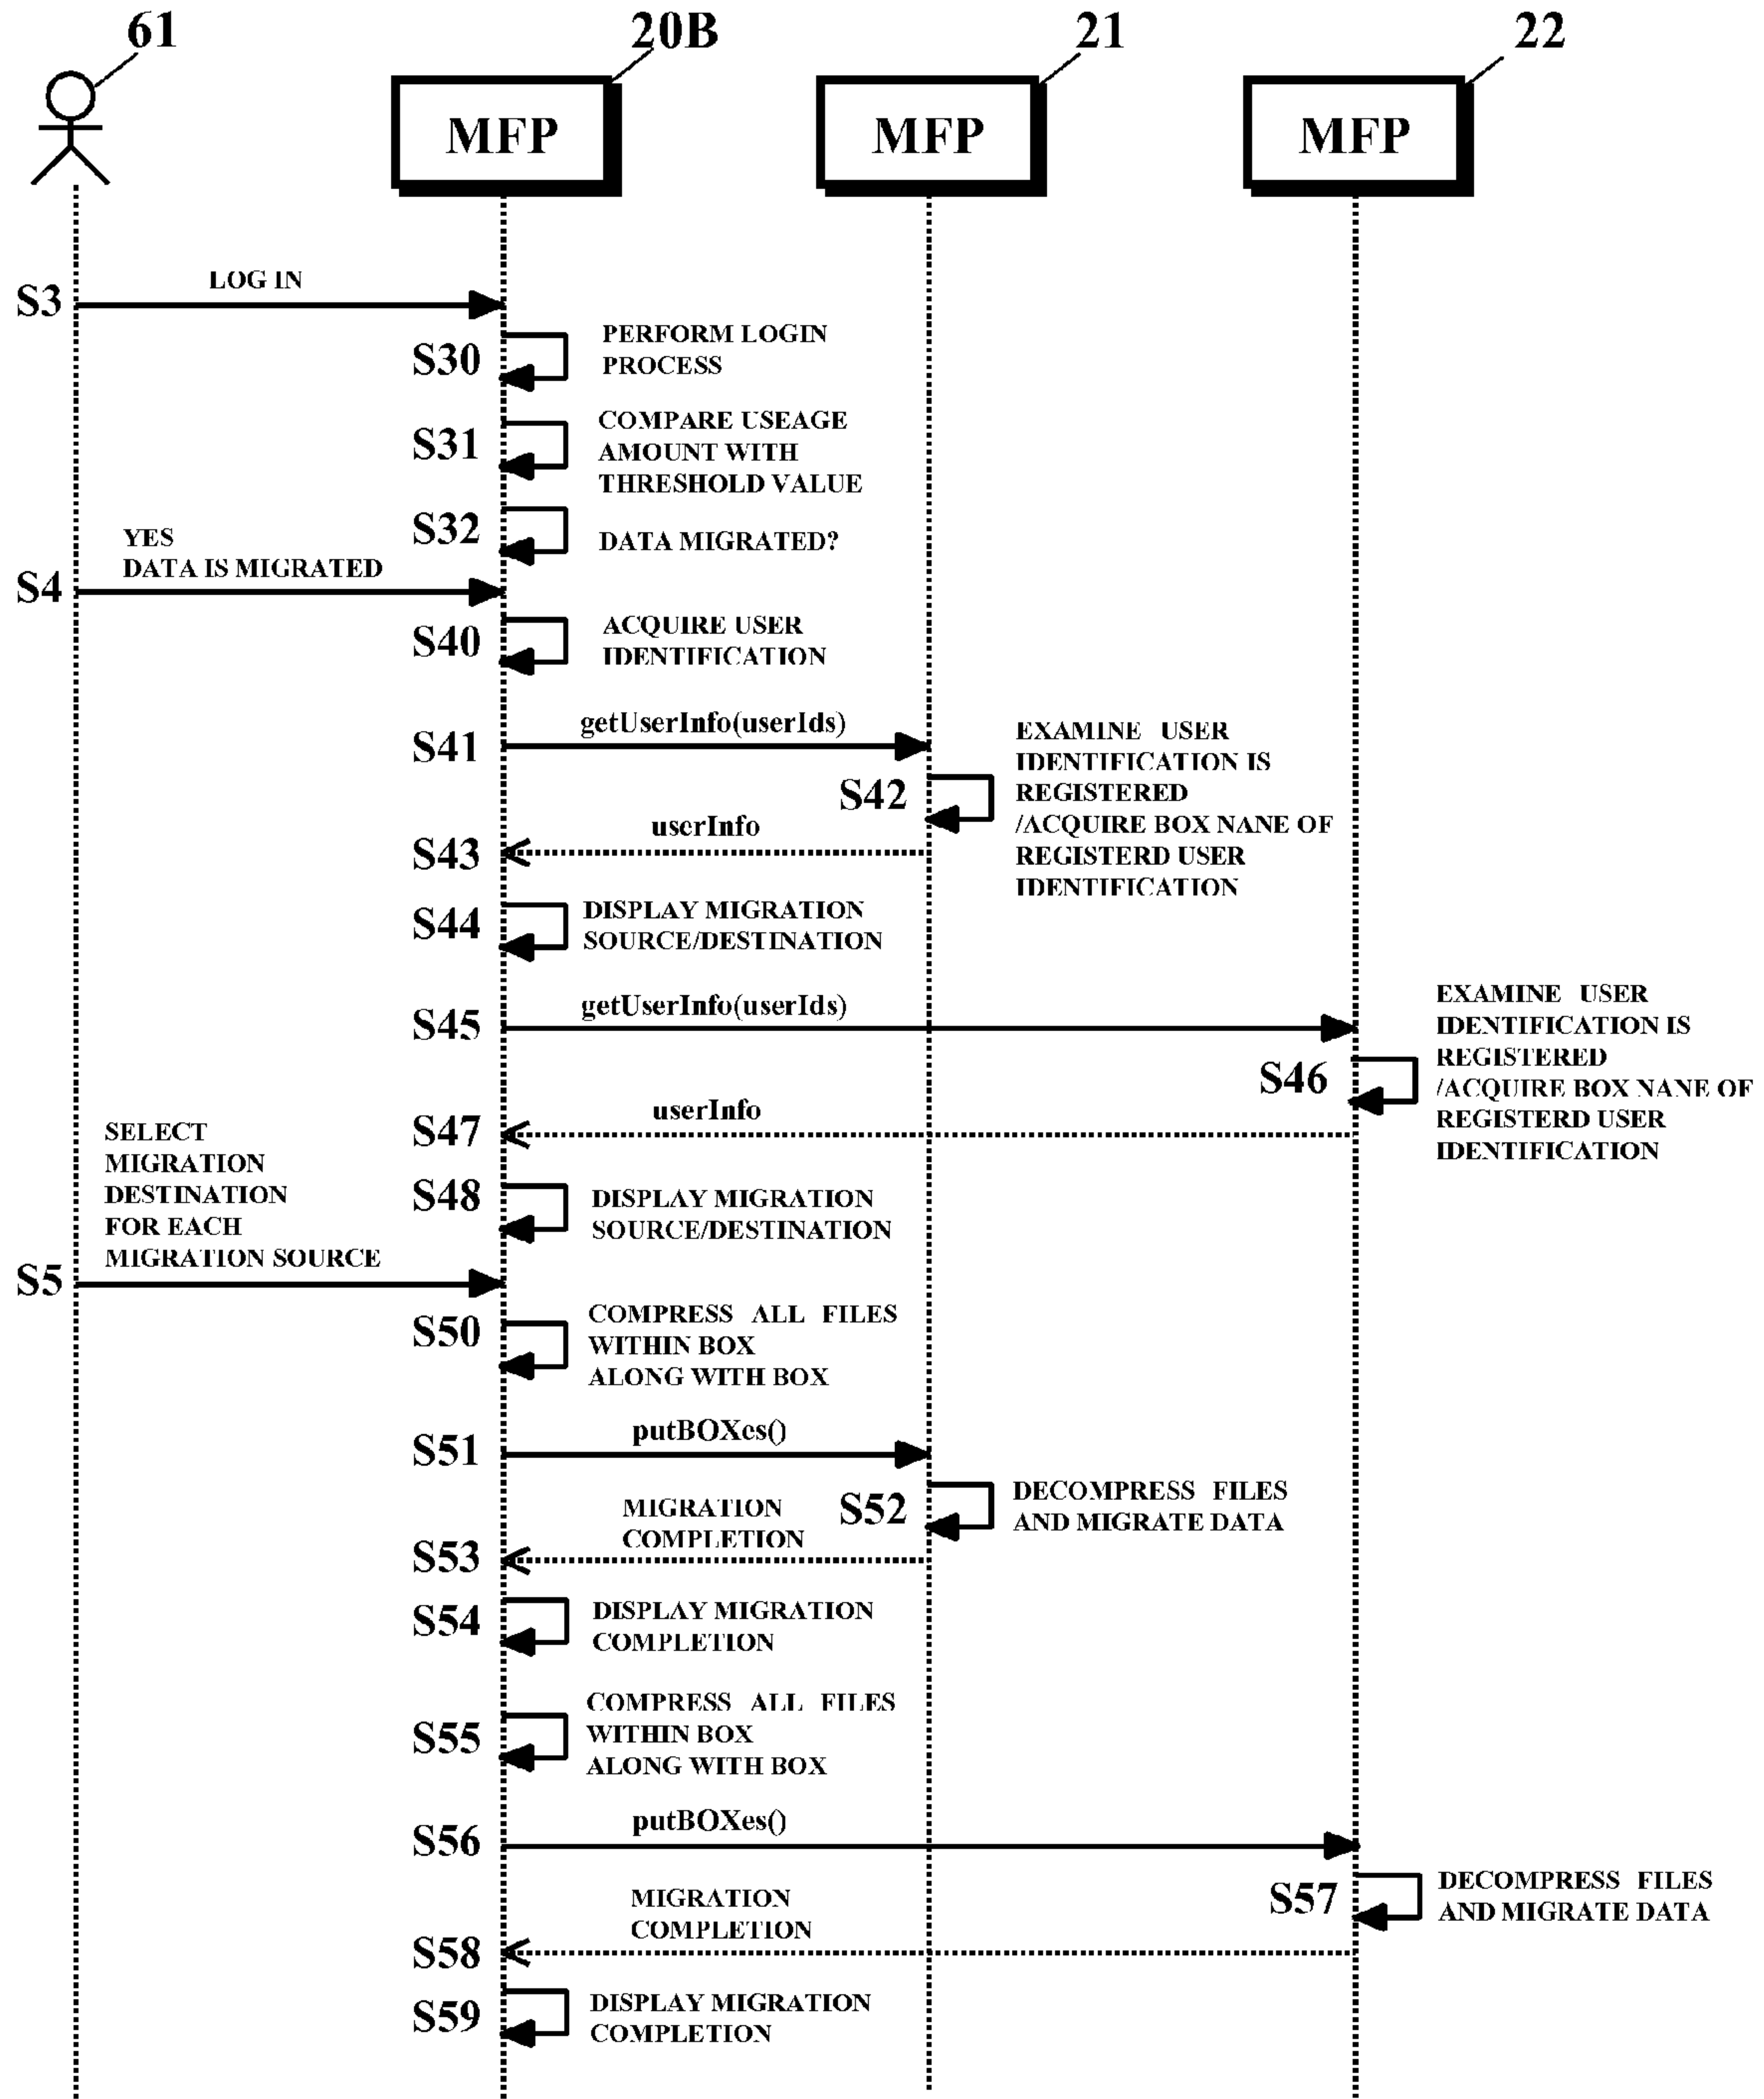 61
20B
21
22
MFP
MFP
MFP
LOG IN
S3
S30
PERFORM LOGIN
PROCESS
S31
COMPARE USEAGE
AMOUNT WITH
THRESHOLD VALUE
S32
DATA MIGRATED?
YES
DATA IS MIGRATED
S4
S40
ACQUIRE USER
IDENTIFICATION
S41
getUserInfo(userIds)
S42
EXAMINE USER
IDENTIFICATION IS
REGISTERED
/ACQUIRE BOX NANE OF
REGISTERD USER
IDENTIFICATION
userInfo
S43
S44
DISPLAY MIGRATION
SOURCE/DESTINATION
S45
getUserInfo(userIds)
S46
EXAMINE USER
IDENTIFICATION IS
REGISTERED
/ACQUIRE BOX NANE OF
REGISTERD USER
IDENTIFICATION
userInfo
S47
S48
DISPLAY MIGRATION
SOURCE/DESTINATION
SELECT
MIGRATION
DESTINATION
FOR EACH
MIGRATION SOURCE
S5
S50
COMPRESS ALL FILES
WITHIN BOX
ALONG WITH BOX
S51
putBOXes()
S52
DECOMPRESS FILES
AND MIGRATE DATA
MIGRATION
COMPLETION
S53
S54
DISPLAY MIGRATION
COMPLETION
S55
COMPRESS ALL FILES
WITHIN BOX
ALONG WITH BOX
S56
putBOXes()
S57
DECOMPRESS FILES
AND MIGRATE DATA
MIGRATION
COMPLETION
S58
S59
DISPLAY MIGRATION
COMPLETION